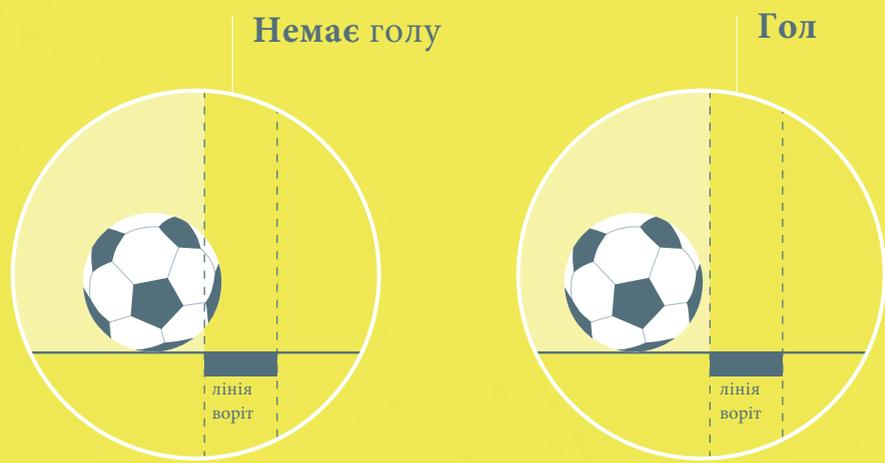 Немає голу
Гол
лінія
воріт
лінія
воріт